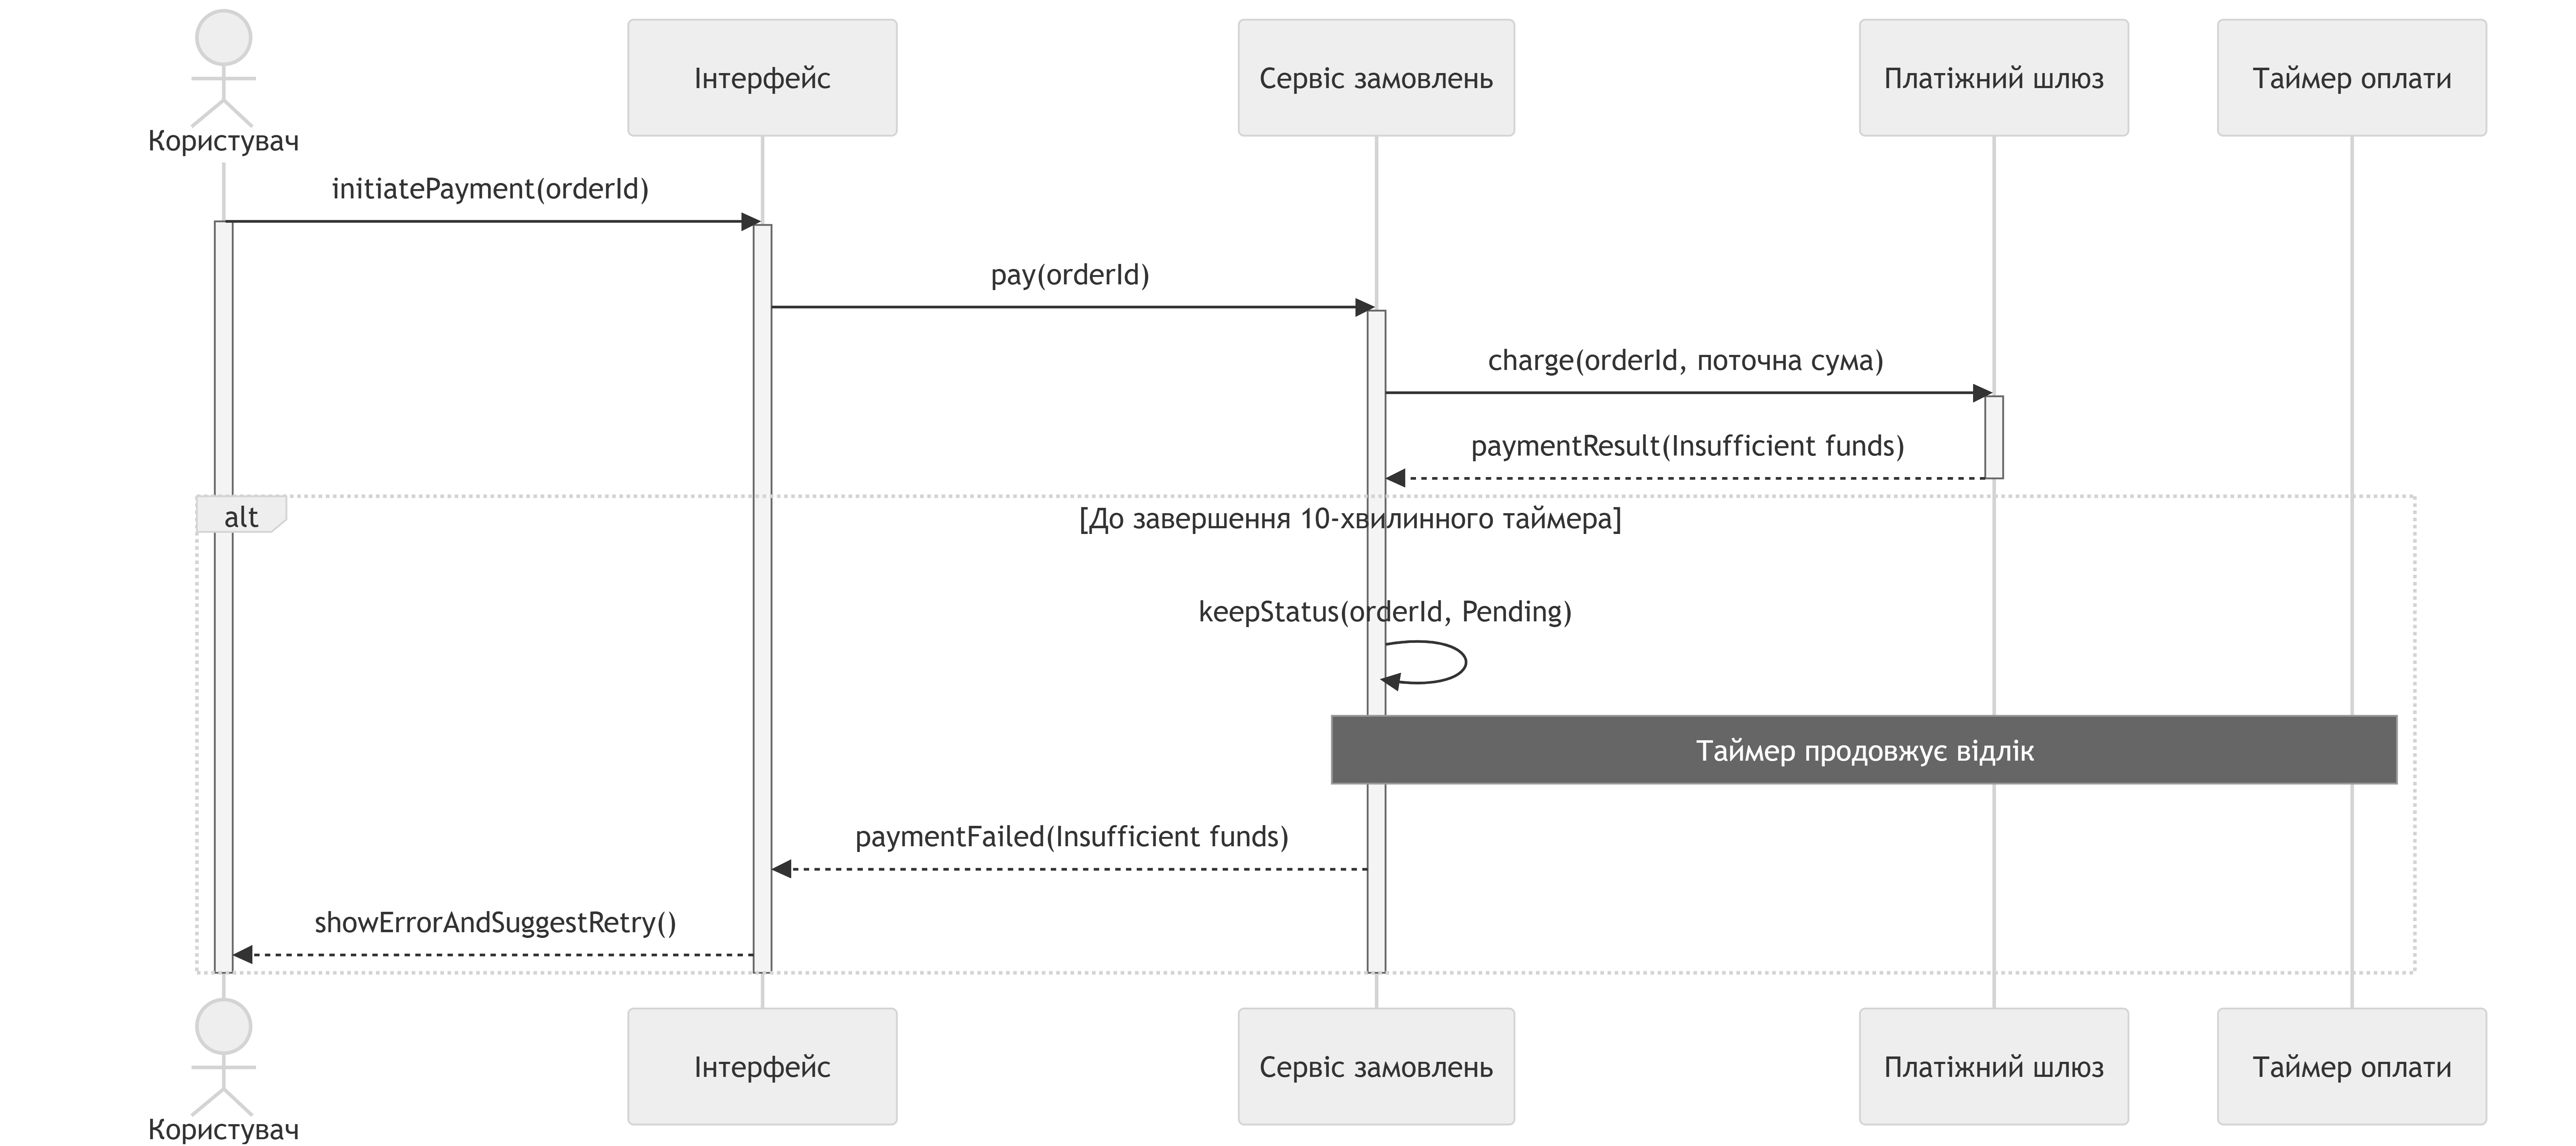 Користувач
Інтерфейс
Сервіс замовлень
Платіжний шлюз
Таймер оплати
initiatePayment(orderId)
pay(orderId)
charge(orderId, поточна сума)
paymentResult(Insufficient funds)
alt
[До завершення 10-хвилинного таймера]
keepStatus(orderId, Pending)
Таймер продовжує відлік
paymentFailed(Insufficient funds)
showErrorAndSuggestRetry()
Користувач
Інтерфейс
Сервіс замовлень
Платіжний шлюз
Таймер оплати